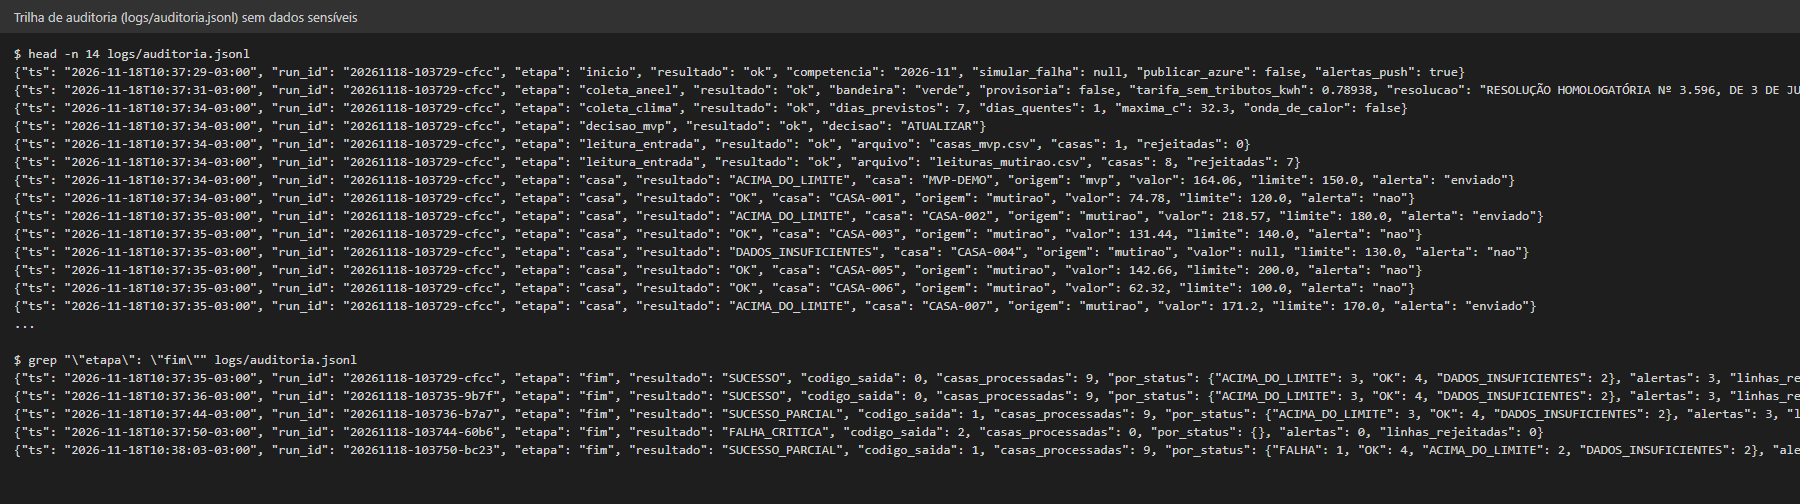 Trilha de auditoria (logs/auditoria.jsonl) sem dados sensíveis
$ head -n 14 logs/auditoria.jsonl
{"ts": "2026-11-18T10:37:29-03:00", "run_id": "20261118-103729-cfcc", "etapa": "inicio", "resultado": "ok", "competencia": "2026-11", "simular_falha": null, "publicar_azure": false, "alertas_push": true}
{"ts": "2026-11-18T10:37:31-03:00", "run_id": "20261118-103729-cfcc", "etapa": "coleta_aneel", "resultado": "ok", "bandeira": "verde", "provisoria": false, "tarifa_sem_tributos_kwh": 0.78938, "resolucao": "RESOLUÇÃO HOMOLOGATÓRIA Nº 3.596, DE 3 DE JU
{"ts": "2026-11-18T10:37:34-03:00", "run_id": "20261118-103729-cfcc", "etapa": "coleta_clima", "resultado": "ok", "dias_previstos": 7, "dias_quentes": 1, "maxima_c": 32.3, "onda_de_calor": false}
{"ts": "2026-11-18T10:37:34-03:00", "run_id": "20261118-103729-cfcc", "etapa": "decisao_mvp", "resultado": "ok", "decisao": "ATUALIZAR"}
{"ts": "2026-11-18T10:37:34-03:00", "run_id": "20261118-103729-cfcc", "etapa": "leitura_entrada", "resultado": "ok", "arquivo": "casas_mvp.csv", "casas": 1, "rejeitadas": 0}
{"ts": "2026-11-18T10:37:34-03:00", "run_id": "20261118-103729-cfcc", "etapa": "leitura_entrada", "resultado": "ok", "arquivo": "leituras_mutirao.csv", "casas": 8, "rejeitadas": 7}
{"ts": "2026-11-18T10:37:34-03:00", "run_id": "20261118-103729-cfcc", "etapa": "casa", "resultado": "ACIMA_DO_LIMITE", "casa": "MVP-DEMO", "origem": "mvp", "valor": 164.06, "limite": 150.0, "alerta": "enviado"}
{"ts": "2026-11-18T10:37:34-03:00", "run_id": "20261118-103729-cfcc", "etapa": "casa", "resultado": "OK", "casa": "CASA-001", "origem": "mutirao", "valor": 74.78, "limite": 120.0, "alerta": "nao"}
{"ts": "2026-11-18T10:37:35-03:00", "run_id": "20261118-103729-cfcc", "etapa": "casa", "resultado": "ACIMA_DO_LIMITE", "casa": "CASA-002", "origem": "mutirao", "valor": 218.57, "limite": 180.0, "alerta": "enviado"}
{"ts": "2026-11-18T10:37:35-03:00", "run_id": "20261118-103729-cfcc", "etapa": "casa", "resultado": "OK", "casa": "CASA-003", "origem": "mutirao", "valor": 131.44, "limite": 140.0, "alerta": "nao"}
{"ts": "2026-11-18T10:37:35-03:00", "run_id": "20261118-103729-cfcc", "etapa": "casa", "resultado": "DADOS_INSUFICIENTES", "casa": "CASA-004", "origem": "mutirao", "valor": null, "limite": 130.0, "alerta": "nao"}
{"ts": "2026-11-18T10:37:35-03:00", "run_id": "20261118-103729-cfcc", "etapa": "casa", "resultado": "OK", "casa": "CASA-005", "origem": "mutirao", "valor": 142.66, "limite": 200.0, "alerta": "nao"}
{"ts": "2026-11-18T10:37:35-03:00", "run_id": "20261118-103729-cfcc", "etapa": "casa", "resultado": "OK", "casa": "CASA-006", "origem": "mutirao", "valor": 62.32, "limite": 100.0, "alerta": "nao"}
{"ts": "2026-11-18T10:37:35-03:00", "run_id": "20261118-103729-cfcc", "etapa": "casa", "resultado": "ACIMA_DO_LIMITE", "casa": "CASA-007", "origem": "mutirao", "valor": 171.2, "limite": 170.0, "alerta": "enviado"}
...
$ grep "\"etapa\": \"fim\"" logs/auditoria.jsonl
{"ts": "2026-11-18T10:37:35-03:00", "run_id": "20261118-103729-cfcc", "etapa": "fim", "resultado": "SUCESSO", "codigo_saida": 0, "casas_processadas": 9, "por_status": {"ACIMA_DO_LIMITE": 3, "OK": 4, "DADOS_INSUFICIENTES": 2}, "alertas": 3, "linhas_re
{"ts": "2026-11-18T10:37:36-03:00", "run_id": "20261118-103735-9b7f", "etapa": "fim", "resultado": "SUCESSO", "codigo_saida": 0, "casas_processadas": 9, "por_status": {"ACIMA_DO_LIMITE": 3, "OK": 4, "DADOS_INSUFICIENTES": 2}, "alertas": 3, "linhas_re
{"ts": "2026-11-18T10:37:44-03:00", "run_id": "20261118-103736-b7a7", "etapa": "fim", "resultado": "SUCESSO_PARCIAL", "codigo_saida": 1, "casas_processadas": 9, "por_status": {"ACIMA_DO_LIMITE": 3, "OK": 4, "DADOS_INSUFICIENTES": 2}, "alertas": 3, "l
{"ts": "2026-11-18T10:37:50-03:00", "run_id": "20261118-103744-60b6", "etapa": "fim", "resultado": "FALHA_CRITICA", "codigo_saida": 2, "casas_processadas": 0, "por_status": {}, "alertas": 0, "linhas_rejeitadas": 0}
{"ts": "2026-11-18T10:38:03-03:00", "run_id": "20261118-103750-bc23", "etapa": "fim", "resultado": "SUCESSO_PARCIAL", "codigo_saida": 1, "casas_processadas": 9, "por_status": {"FALHA": 1, "OK": 4, "ACIMA_DO_LIMITE": 2, "DADOS_INSUFICIENTES": 2}, "ale